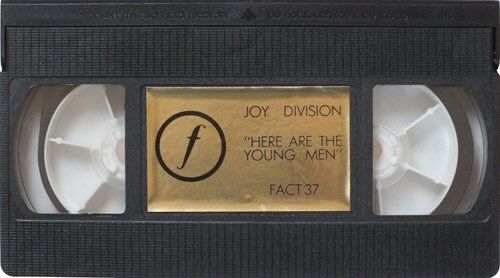 JOY DIVISION
f
"HERE ARE THE
YOUNG MEN"
FACT 37